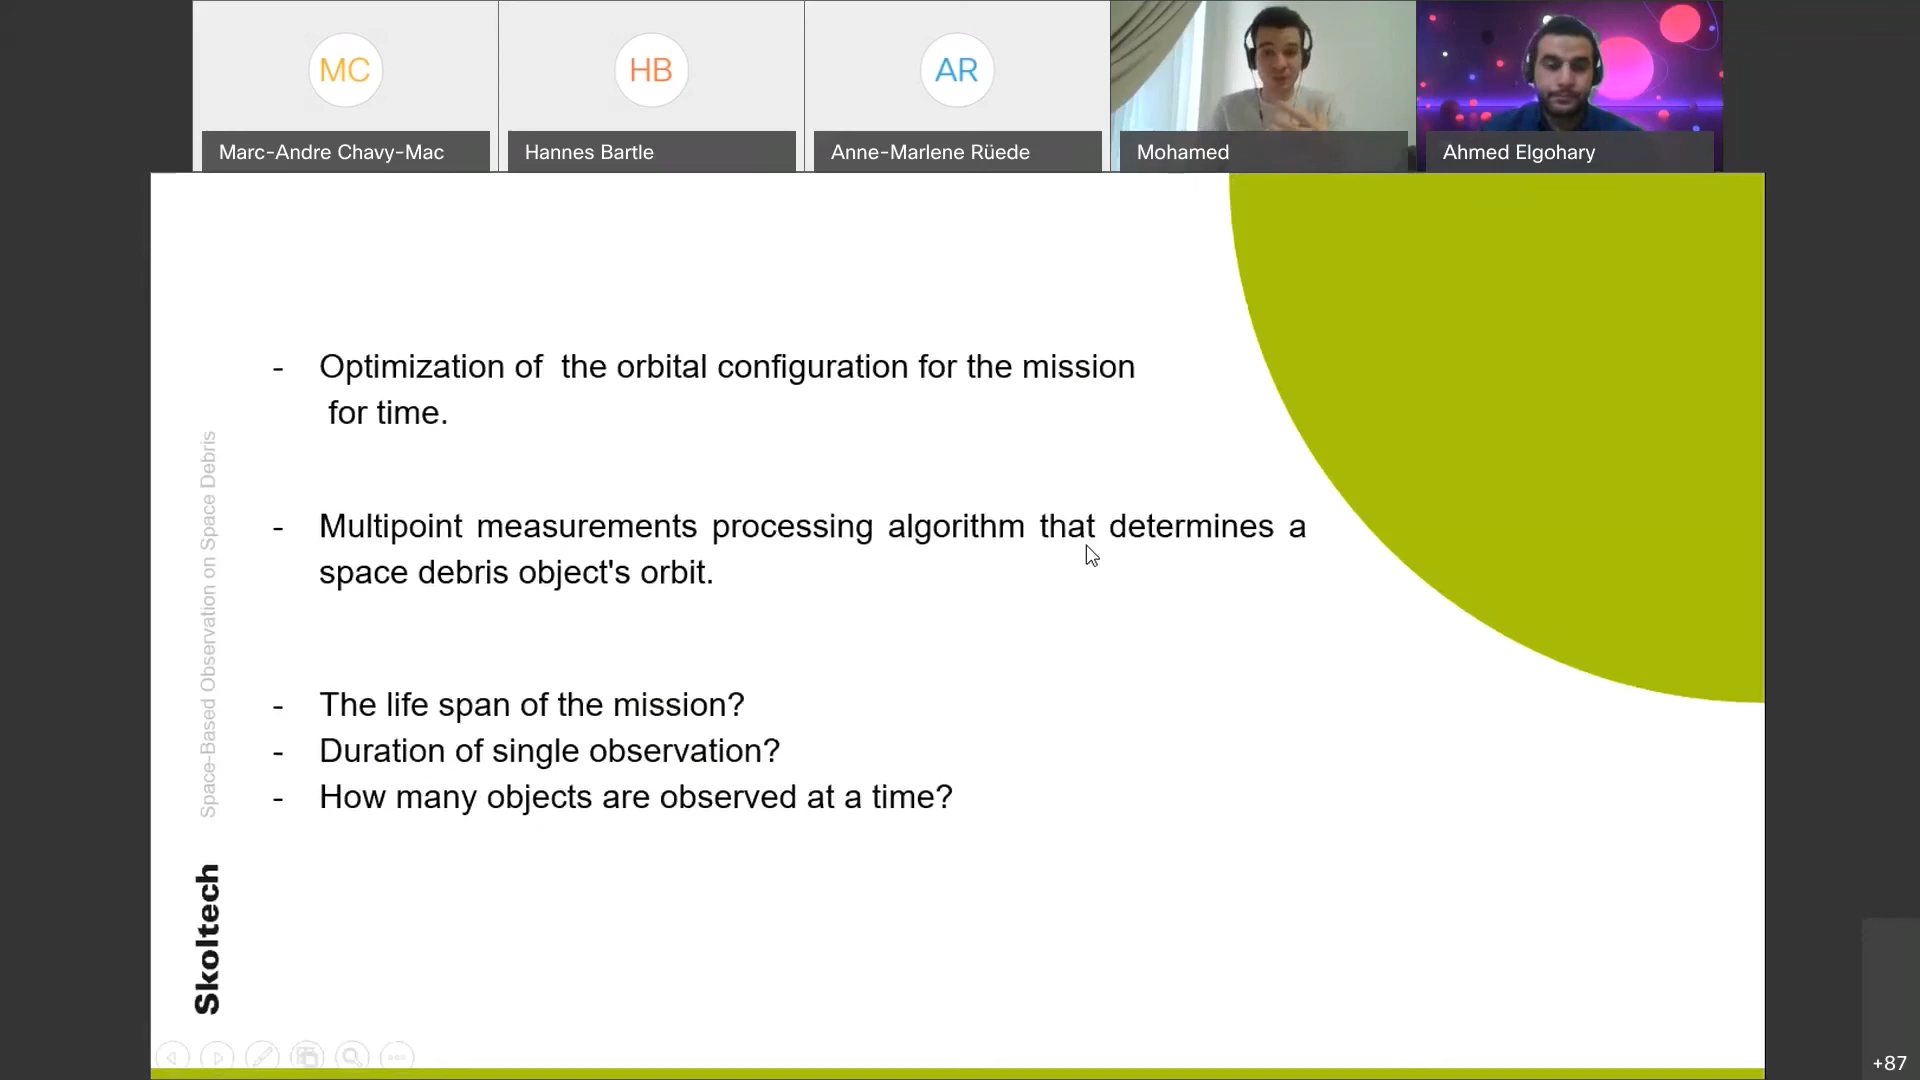 MC
HB
AR
Marc-Andre Chavy-Mac
Hannes Bartle
Anne-Marlene Rüede
Mohamed
Ahmed Elgohary
- Optimization of  the orbital configuration for the mission
for time.
- Multipoint measurements processing algorithm that determines a
space debris object's orbit.
- The life span of the mission?
- Duration of single observation?
- How many objects are observed at a time?
Space-Based Observation on Space Debris
Skoltech
+87